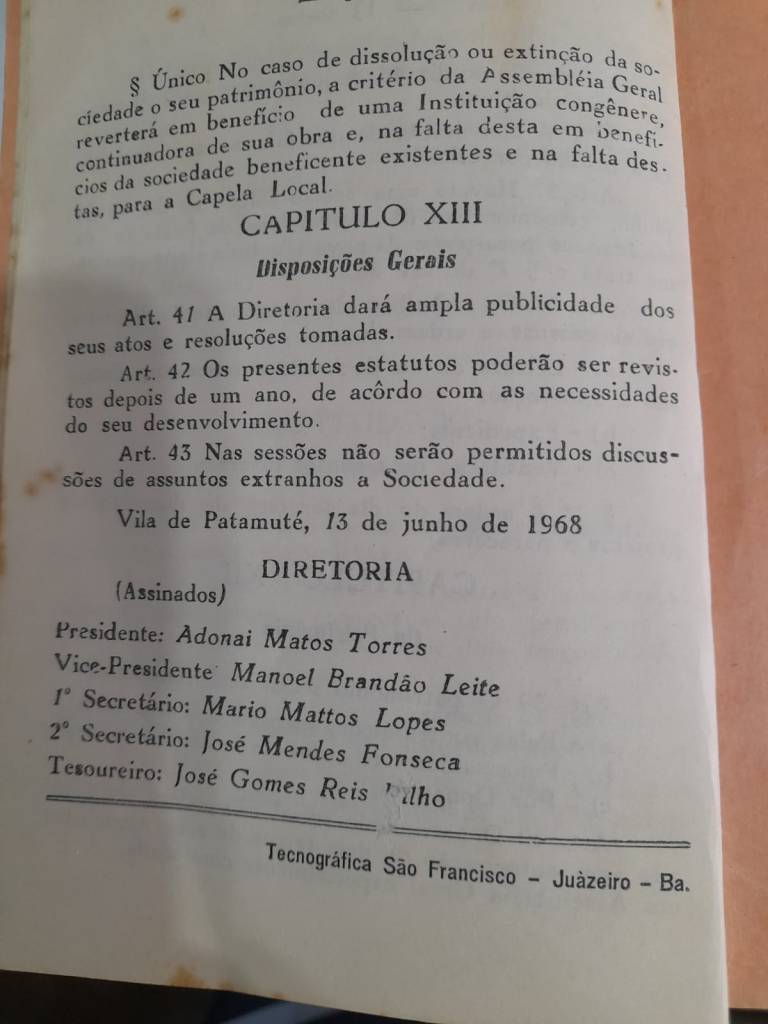 § Único No caso de dissolução ou extinção da so-
ciedade o seu patrimônio, a critério da Assembléia Geral
reverterá em benefício de uma Instituição congênere,
continuadora de sua obra e, na falta desta em benefí-
cios da sociedade beneficente existentes e na falta des-
tas, para a Capela Local.
CAPITULO XIII
Disposições Gerais
Art. 41 A Diretoria dará ampla publicidade dos
seus atos e resoluções tomadas.
Art. 42 Os presentes estatutos poderão ser revis-
tos depois de um ano, de acôrdo com as necessidades
do seu desenvolvimento.
Art. 43 Nas sessões não serão permitidos discus-
sões de assuntos extranhos a Sociedade.
Vila de Patamuté, 13 de junho de 1968
DIRETORIA
(Assinados)
Presidente: Adonai Matos Torres
Vice-Presidente Manoel Brandão Leite
1º Secretário: Mario Mattos Lopes
2º Secretário: José Mendes Fonseca
Tesoureiro: José Gomes Reis Filho
Tecnográfica São Francisco – Juàzeiro – Ba.